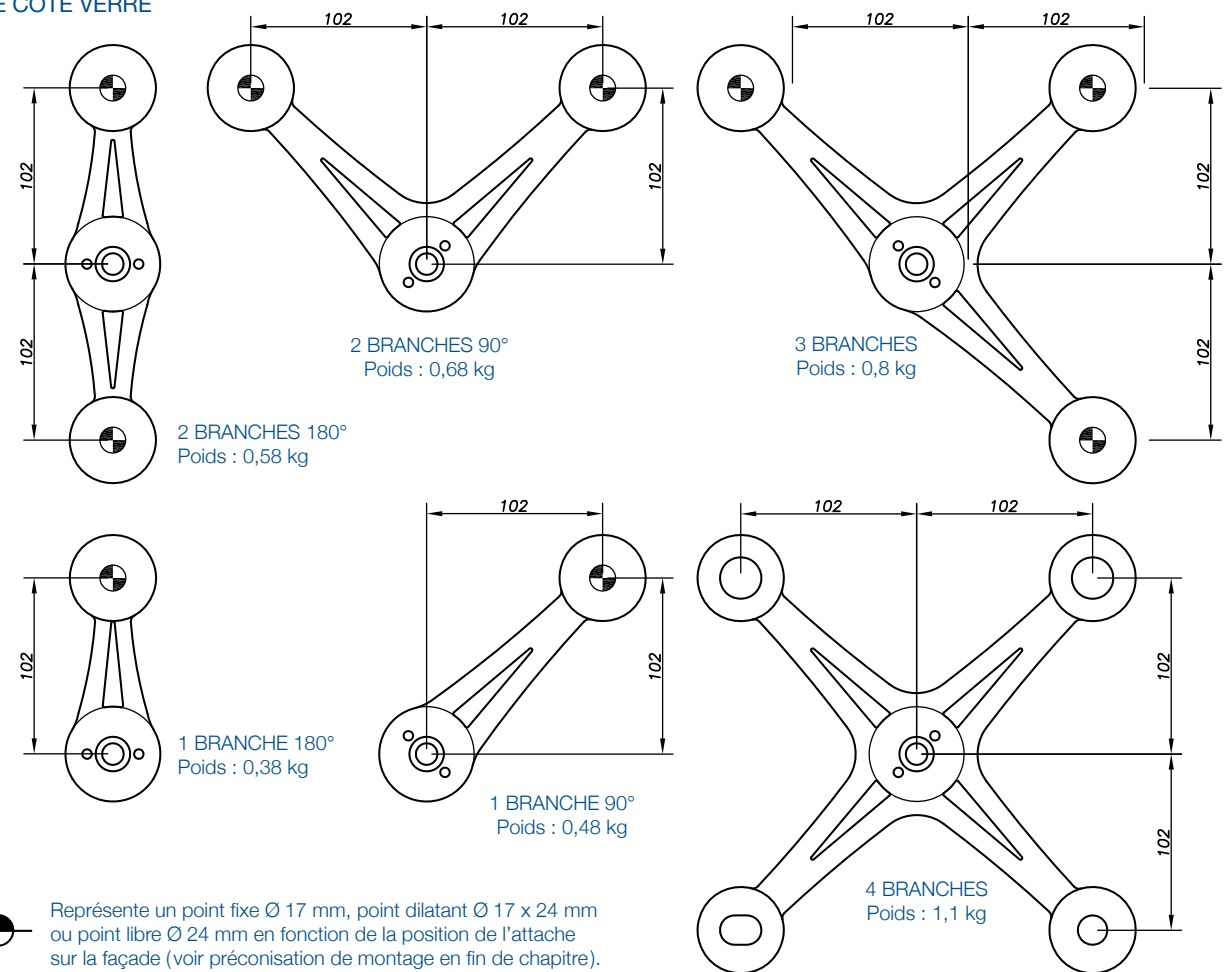 E COTE VERRE
102
102
102
102
102
102
102
102
102
102
2 BRANCHES 90°
Poids : 0,68 kg
3 BRANCHES
Poids : 0,8 kg
2 BRANCHES 180°
Poids : 0,58 kg
102
102
102
102
102
102
102
1 BRANCHE 180°
Poids : 0,38 kg
1 BRANCHE 90°
Poids : 0,48 kg
4 BRANCHES
Poids : 1,1 kg
Représente un point fixe Ø 17 mm, point dilatant Ø 17 x 24 mm
ou point libre Ø 24 mm en fonction de la position de l'attache
sur la façade (voir préconisation de montage en fin de chapitre).